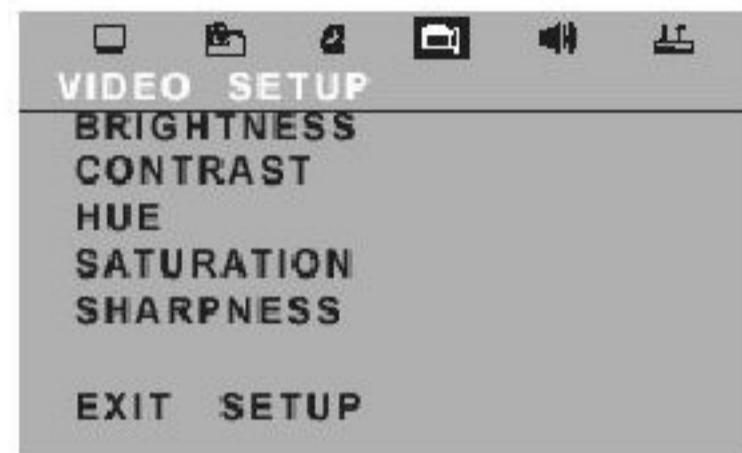 VIDEO SETUP
BRIGHTNESS
CONTRAST
HUE
SATURATION
SHARPNESS
EXIT SETUP